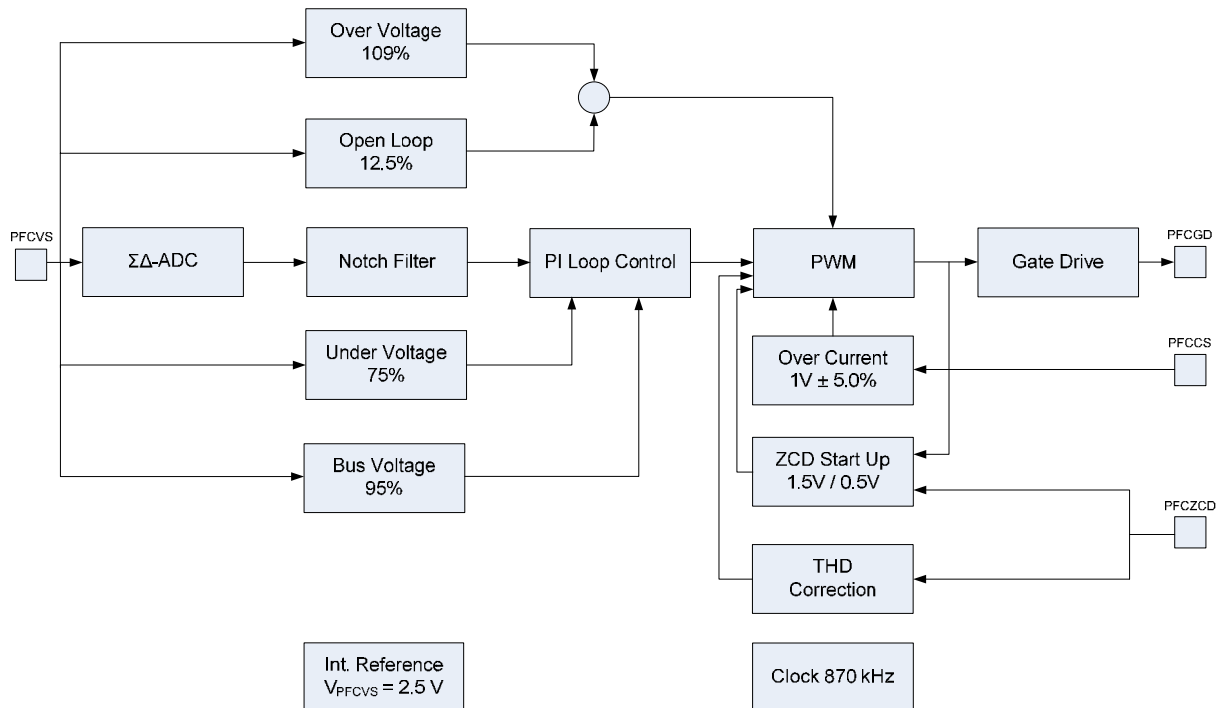 Over Voltage
109%
Open Loop
12.5%
PFCVS
ΣΔ-ADC
Notch Filter
PI Loop Control
PWM
Gate Drive
PFCGD
Under Voltage
75%
Over Current
1V ± 5.0%
PFCCS
Bus Voltage
95%
ZCD Start Up
1.5V / 0.5V
PFCZCD
THD
Correction
Int. Reference
VPFCVS = 2.5 V
Clock 870 kHz